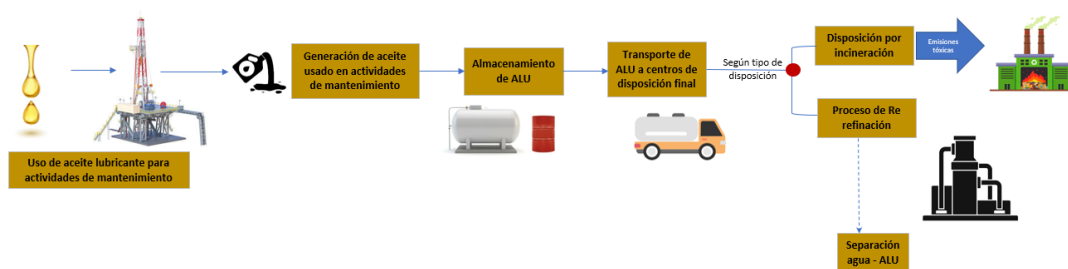 Uso de aceite lubricante para
actividades de mantenimiento
Generación de aceite
usado en actividades
de mantenimiento
Almacenamiento
de ALU
Transporte de
ALU a centros de
disposición final
Según tipo de
disposición
Disposición por
incineración
Emisiones
tóxicas
Proceso de Re
refinación
Separación
agua - ALU